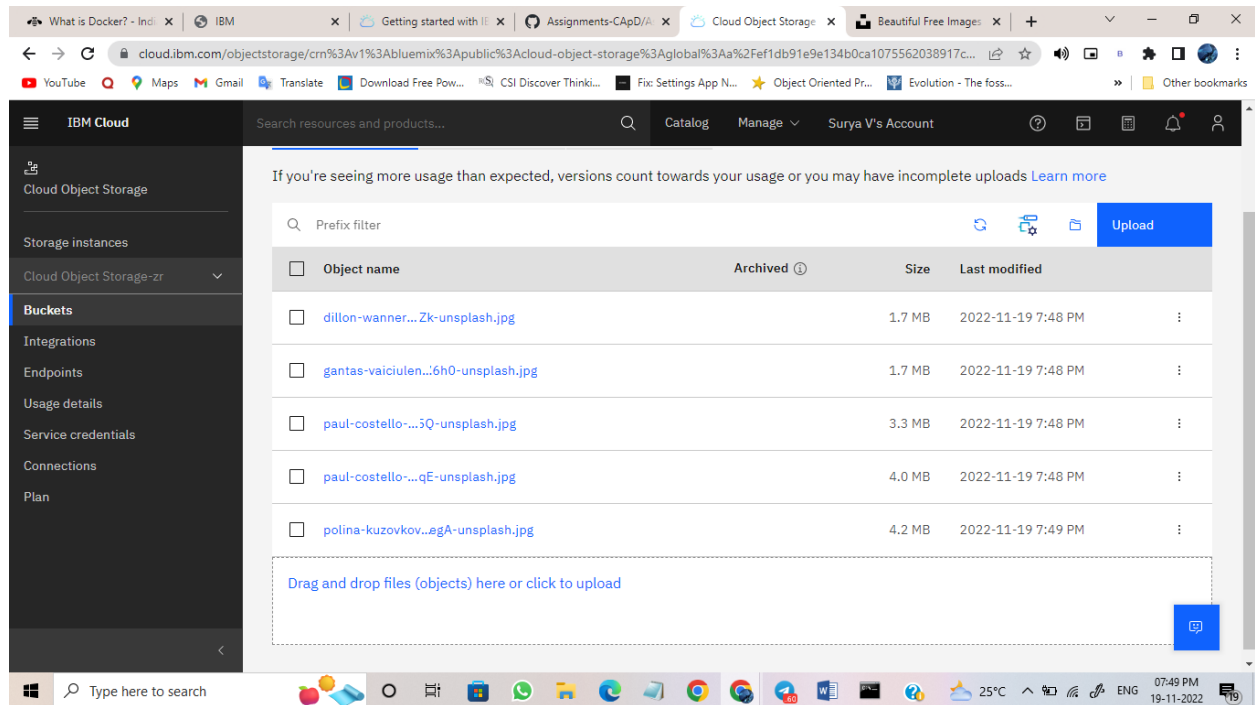 What is Docker? - Indi
IBM
Getting started with IE
Assignments-CApD/A
Cloud Object Storage
Beautiful Free Images
cloud.ibm.com/objectstorage/crn%3Av1%3Abluemix%3Apublic%3Acloud-object-storage%3Aglobal%3Aa%2Fef1db91e9e134b0ca1075562038917c...
YouTube Maps Gmail Translate Download Free Pow... CSI Discover Thinki... Fix: Settings App N... Object Oriented Pr... Evolution - The foss... » Other bookmarks
IBM Cloud Search resources and products... Catalog Manage Surya V's Account
Cloud Object Storage
Storage instances
Cloud Object Storage-zr
Buckets
Integrations
Endpoints
Usage details
Service credentials
Connections
Plan
If you're seeing more usage than expected, versions count towards your usage or you may have incomplete uploads Learn more
Prefix filter Upload
Object name Archived Size Last modified
dillon-wanner...Zk-unsplash.jpg 1.7 MB 2022-11-19 7:48 PM
gantas-vaiciulen...6h0-unsplash.jpg 1.7 MB 2022-11-19 7:48 PM
paul-costello-...5Q-unsplash.jpg 3.3 MB 2022-11-19 7:48 PM
paul-costello-...qE-unsplash.jpg 4.0 MB 2022-11-19 7:48 PM
polina-kuzovkov...egA-unsplash.jpg 4.2 MB 2022-11-19 7:49 PM
Drag and drop files (objects) here or click to upload
Type here to search 60 25°C ENG 07:49 PM
19-11-2022
19